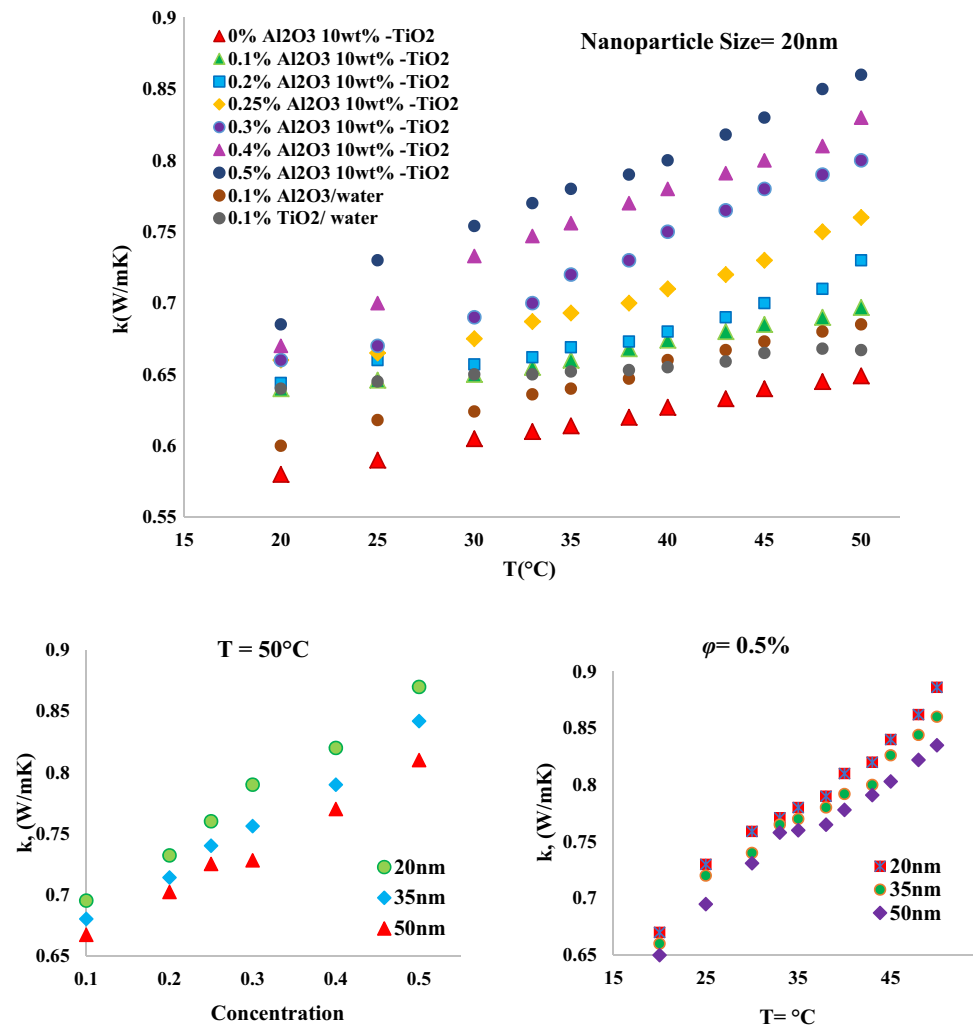 0.9
0.85
0.8
0.75
0.7
0.65
0.6
0.55
k(W/mK)
0% Al2O3 10wt% -TiO2
0.1% Al2O3 10wt% -TiO2
0.2% Al2O3 10wt% -TiO2
0.25% Al2O3 10wt% -TiO2
0.3% Al2O3 10wt% -TiO2
0.4% Al2O3 10wt% -TiO2
0.5% Al2O3 10wt% -TiO2
0.1% Al2O3/water
0.1% TiO2/ water
Nanoparticle Size= 20nm
15 20 25 30 35 40 45 50
T(°C)
T = 50°C
0.9
0.85
0.8
0.75
0.7
0.65
k, (W/mK)
20nm
35nm
50nm
0.1 0.2 0.3 0.4 0.5
Concentration
φ= 0.5%
0.9
0.85
0.8
0.75
0.7
0.65
k, (W/mK)
20nm
35nm
50nm
15 25 35 45
T= °C